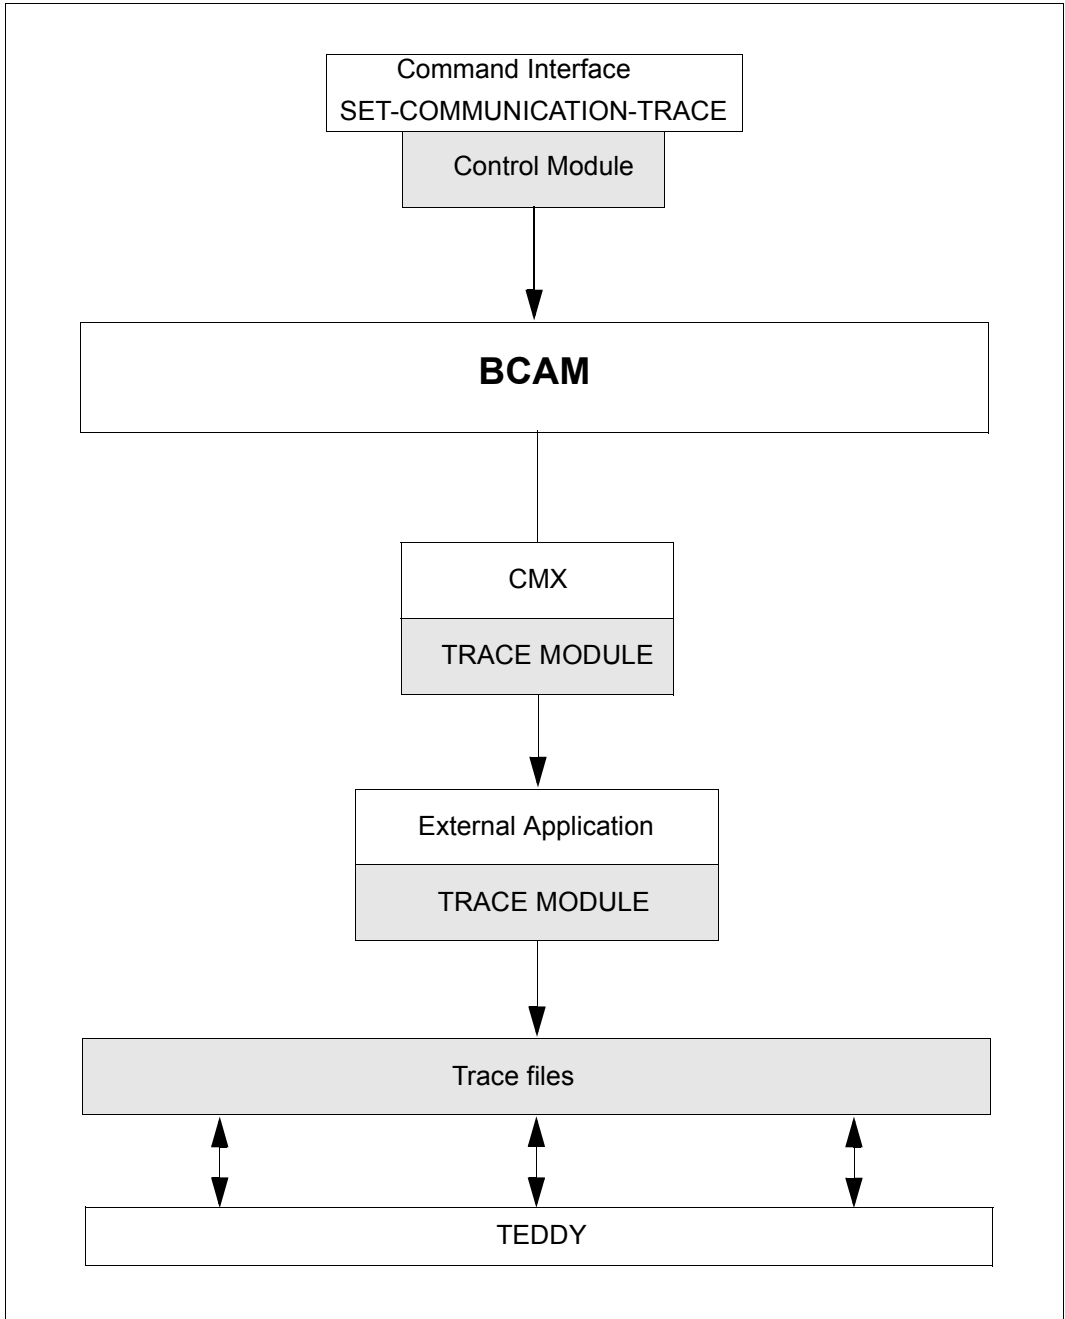 Command Interface
SET-COMMUNICATION-TRACE
Control Module
BCAM
CMX
TRACE MODULE
External Application
TRACE MODULE
Trace files
TEDDY